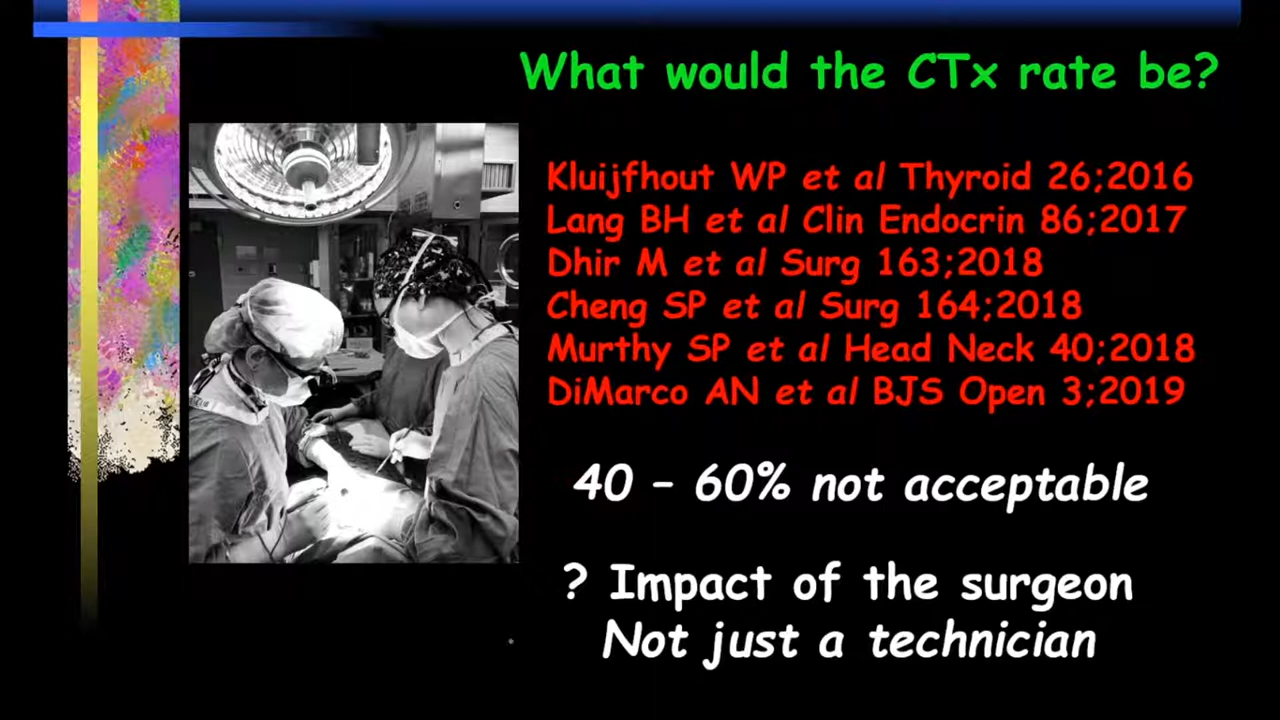 What would the CTx rate be?
Kluijfhout WP et al Thyroid 26;2016
Lang BH et al Clin Endocrin 86;2017
Dhir M et al Surg 163;2018
Cheng SP et al Surg 164;2018
Murthy SP et al Head Neck 40;2018
DiMarco AN et al BJS Open 3;2019
40 – 60% not acceptable
? Impact of the surgeon
Not just a technician